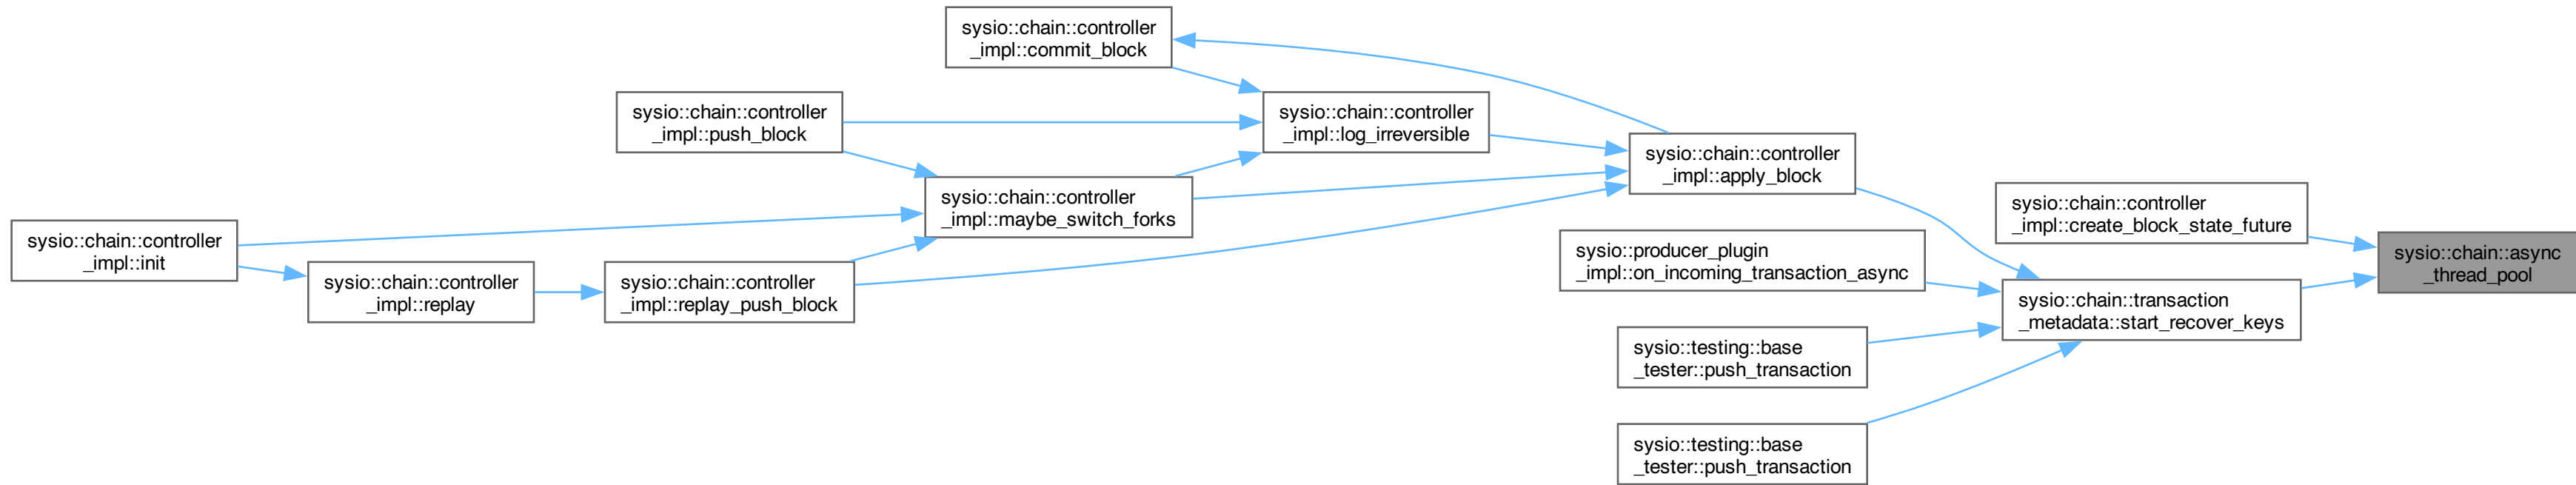 sysio::chain::controller
_impl::commit_block
sysio::chain::controller
_impl::push_block
sysio::chain::controller
_impl::log_irreversible
sysio::chain::controller
_impl::apply_block
sysio::chain::controller
_impl::maybe_switch_forks
sysio::chain::controller
_impl::create_block_state_future
sysio::chain::controller
_impl::init
sysio::producer_plugin
_impl::on_incoming_transaction_async
sysio::chain::async
_thread_pool
sysio::chain::controller
_impl::replay
sysio::chain::controller
_impl::replay_push_block
sysio::chain::transaction
_metadata::start_recover_keys
sysio::testing::base
_tester::push_transaction
sysio::testing::base
_tester::push_transaction